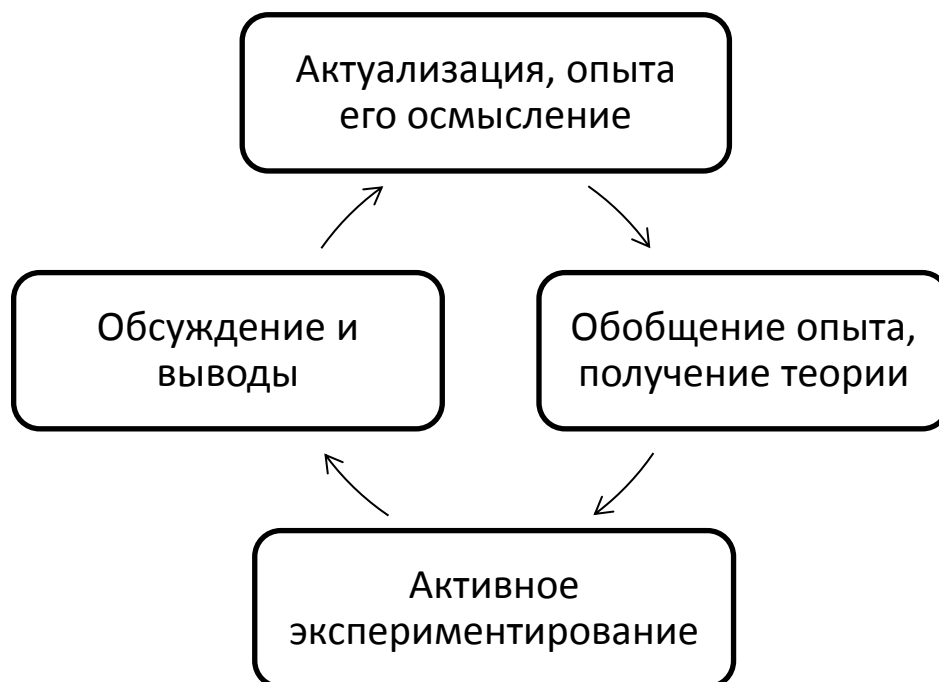 Актуализация, опыта
его осмысление
Обсуждение и
выводы
Обобщение опыта,
получение теории
Активное
экспериментирование